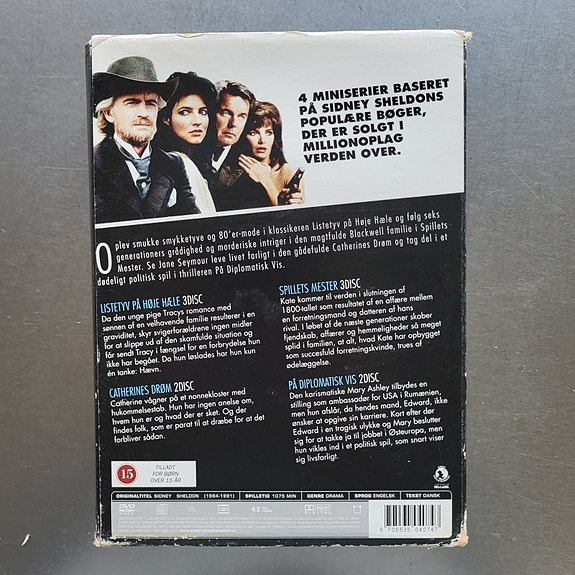 4 MINISERIER BASERET
PÅ SIDNEY SHELDONS
POPULÆRE BØGER,
DER ER SOLGT I
MILLIONOPLAG
VERDEN OVER.
Oplev smukke smykketyve og 80'er-mode i klassikeren Listetyv på Høje Hæle og følg seks
generationers grådighed og morderiske intriger i den magtfulde Blackwell familie i Spillets
Mester. Se Jane Seymour leve livet farligt i den gådefulde Catherines Drøm og tag del i et
dødeligt politisk spil i thrilleren På Diplomatisk Vis.
LISTETYV PÅ HØJE HÆLE 3DISC
Da den unge pige Tracys romance med
sønnen af en velhavende familie resulterer i en
graviditet, skyr svigerforældrene ingen midler
for at slippe ud af den skamfulde situation og
får sendt Tracy i fængsel for en forbrydelse hun
ikke har begået. Da hun løslades har hun kun
én tanke: Hævn.
CATHERINES DRØM 2DISC
Catherine vågner på et nonnekloster med
hukommelsestab. Hun har ingen anelse om,
hvem hun er og hvad der er sket. Og der
findes folk, som er parat til at dræbe for at det
forbliver sådan.
SPILLETS MESTER 3DISC
Kate kommer til verden i slutningen af
1800-tallet som resultatet af en affære mellem
en forretningsmand og datteren af hans
rival. I løbet af de næste generationer skaber
fjendskab, affærer og hemmeligheder så meget
splid i familien, at alt, hvad Kate har opbygget
som succesfuld forretningskvinde, trues af
ødelæggelse.
PÅ DIPLOMATISK VIS 2DISC
Den karismatiske Mary Ashley tilbydes en
stilling som ambassadør for USA i Rumænien,
men hun afslår, da hendes mand, Edward, ikke
ønsker at opgive sin karriere. Kort efter dør
Edward i en tragisk ulykke og Mary beslutter
sig for at takke ja til jobbet i Østeuropa, men
hun vikles ind i et politisk spil, som snart viser
sig livsfarligt.
15
TILLADT
FOR BØRN
OVER 15 ÅR
ORIGINALTITEL SIDNEY SHELDON (1984-1991) SPILLETID 1075 MIN GENRE DRAMA SPROG ENGELSK TEKST DANSK
DVD
4:3
5 705535 040747